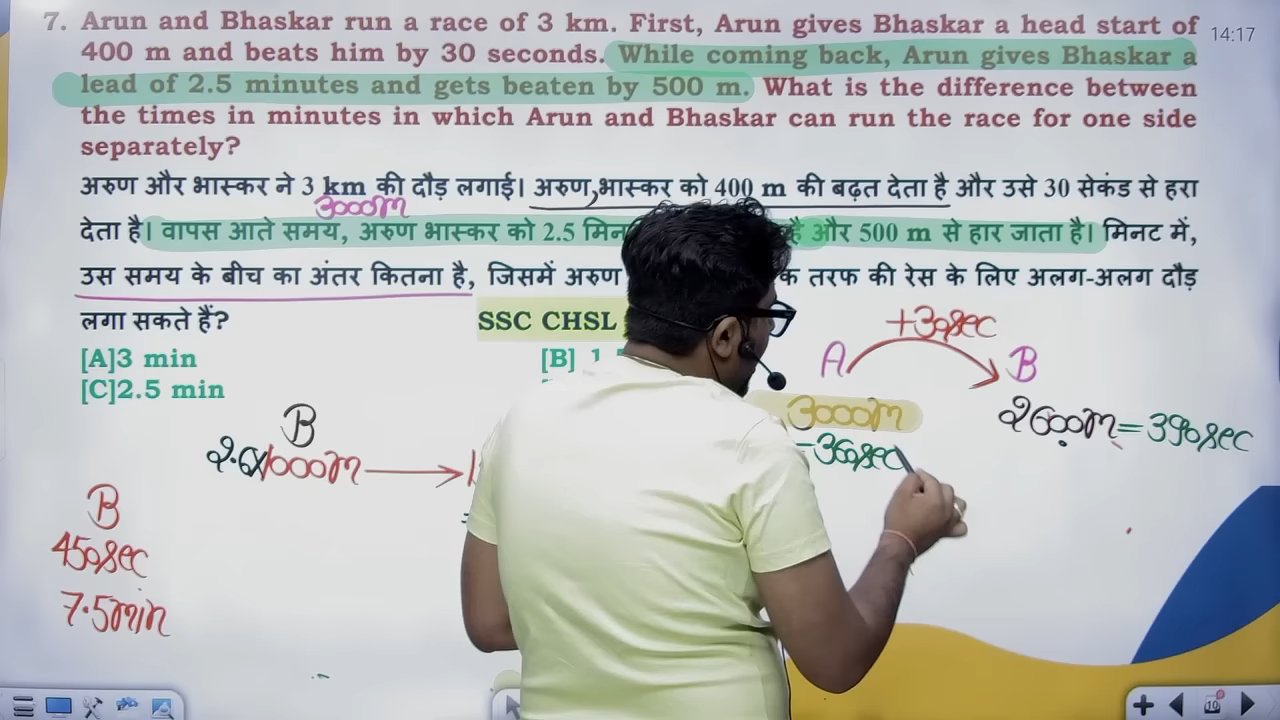 7. Arun and Bhaskar run a race of 3 km. First, Arun gives Bhaskar a head start of
400 m and beats him by 30 seconds. While coming back, Arun gives Bhaskar a
lead of 2.5 minutes and gets beaten by 500 m. What is the difference between
the times in minutes in which Arun and Bhaskar can run the race for one side
separately?
14:17
अरुण और भास्कर ने 3 km की दौड़ लगाई। अरुण,भास्कर को 400 m की बढ़त देता है और उसे 30 सेकंड से हरा
3000m
देता है। वापस आते समय, अरुण भास्कर को 2.5 है और 500 m से हार जाता है। मिनट में,
उस समय के बीच का अंतर कितना है, जिसमें अरुण तरफ की रेस के लिए अलग-अलग दौड़
लगा सकते हैं?
SSC CHSL
[A]3 min
[B]
[C]2.5 min
+30sec
A
B
3000m
2600m=390sec
=360sec
B
2.6x1000m
B
450sec
7.5min